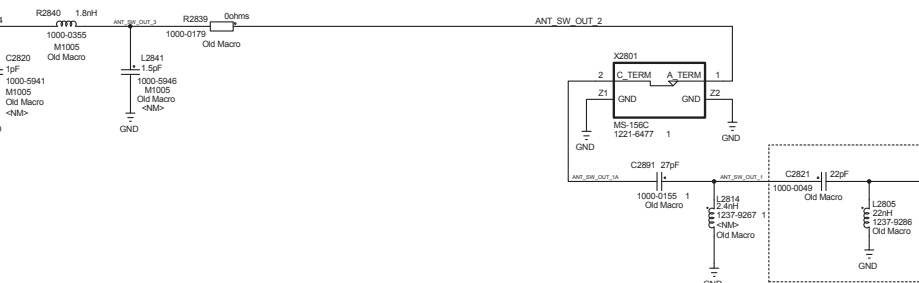 4
R2840 1.8nH
1000-0355
M1005
Old Macro
ANT_SW_OUT_3
R2839 0ohms
1000-0179
Old Macro
ANT_SW_OUT_2
C2820
1pF
1000-5941
M1005
Old Macro
<NM>
L2841
1.5pF
1000-5946
M1005
Old Macro
<NM>
GND
X2801
2 C_TERM A_TERM 1
Z1 GND GND Z2
MS-156C
1221-6477 1
GND
GND
C2891 27pF
ANT_SW_OUT_1A
1000-0155 1
Old Macro
ANT_SW_OUT_1
L2814
2.4nH
1237-9267 1
<NM>
Old Macro
GND
C2821 22pF
1000-0049
Old Macro
L2805
22nH
1237-9286
Old Macro
GND